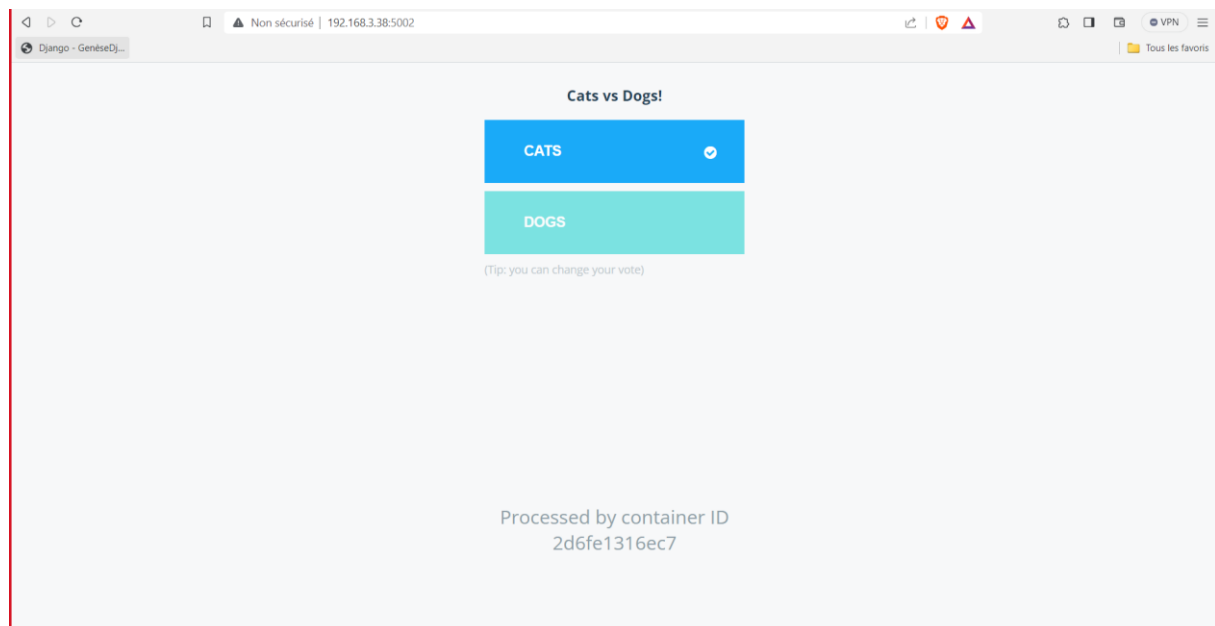 Non sécurisé | 192.168.3.38:5002
VPN
Django - GenèseDj...
Tous les favoris
Cats vs Dogs!
CATS
DOGS
(Tip: you can change your vote)
Processed by container ID
2d6fe1316ec7